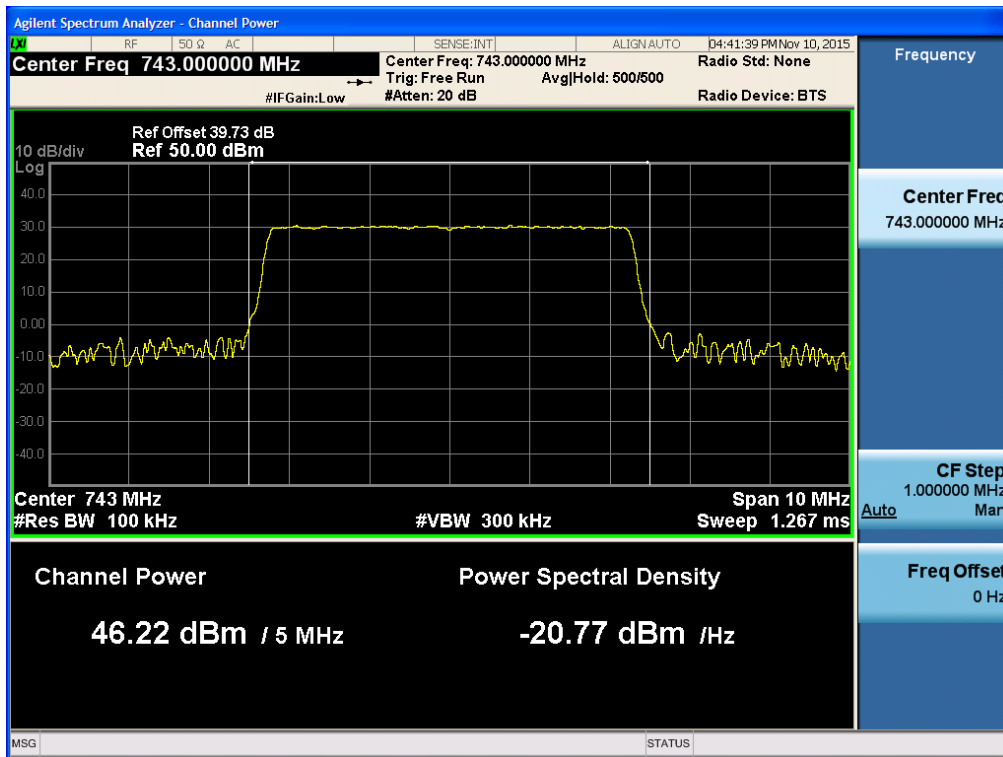 Agilent Spectrum Analyzer - Channel Power
LXI RF 50 Ω AC SENSE:INT ALIGN AUTO 04:41:39 PM Nov 10, 2015
Center Freq 743.000000 MHz
Center Freq: 743.000000 MHz
Radio Std: None
Trig: Free Run Avg|Hold: 500/500
#IFGain:Low
#Atten: 20 dB
Radio Device: BTS
Ref Offset 39.73 dB
10 dB/div Ref 50.00 dBm
Log
40.0
30.0
20.0
10.0
0.00
-10.0
-20.0
-30.0
-40.0
Center 743 MHz Span 10 MHz
#Res BW 100 kHz #VBW 300 kHz Sweep 1.267 ms
Channel Power Power Spectral Density
46.22 dBm / 5 MHz -20.77 dBm /Hz
MSG STATUS
Frequency
Center Freq
743.000000 MHz
CF Step
1.000000 MHz
Auto Man
Freq Offset
0 Hz